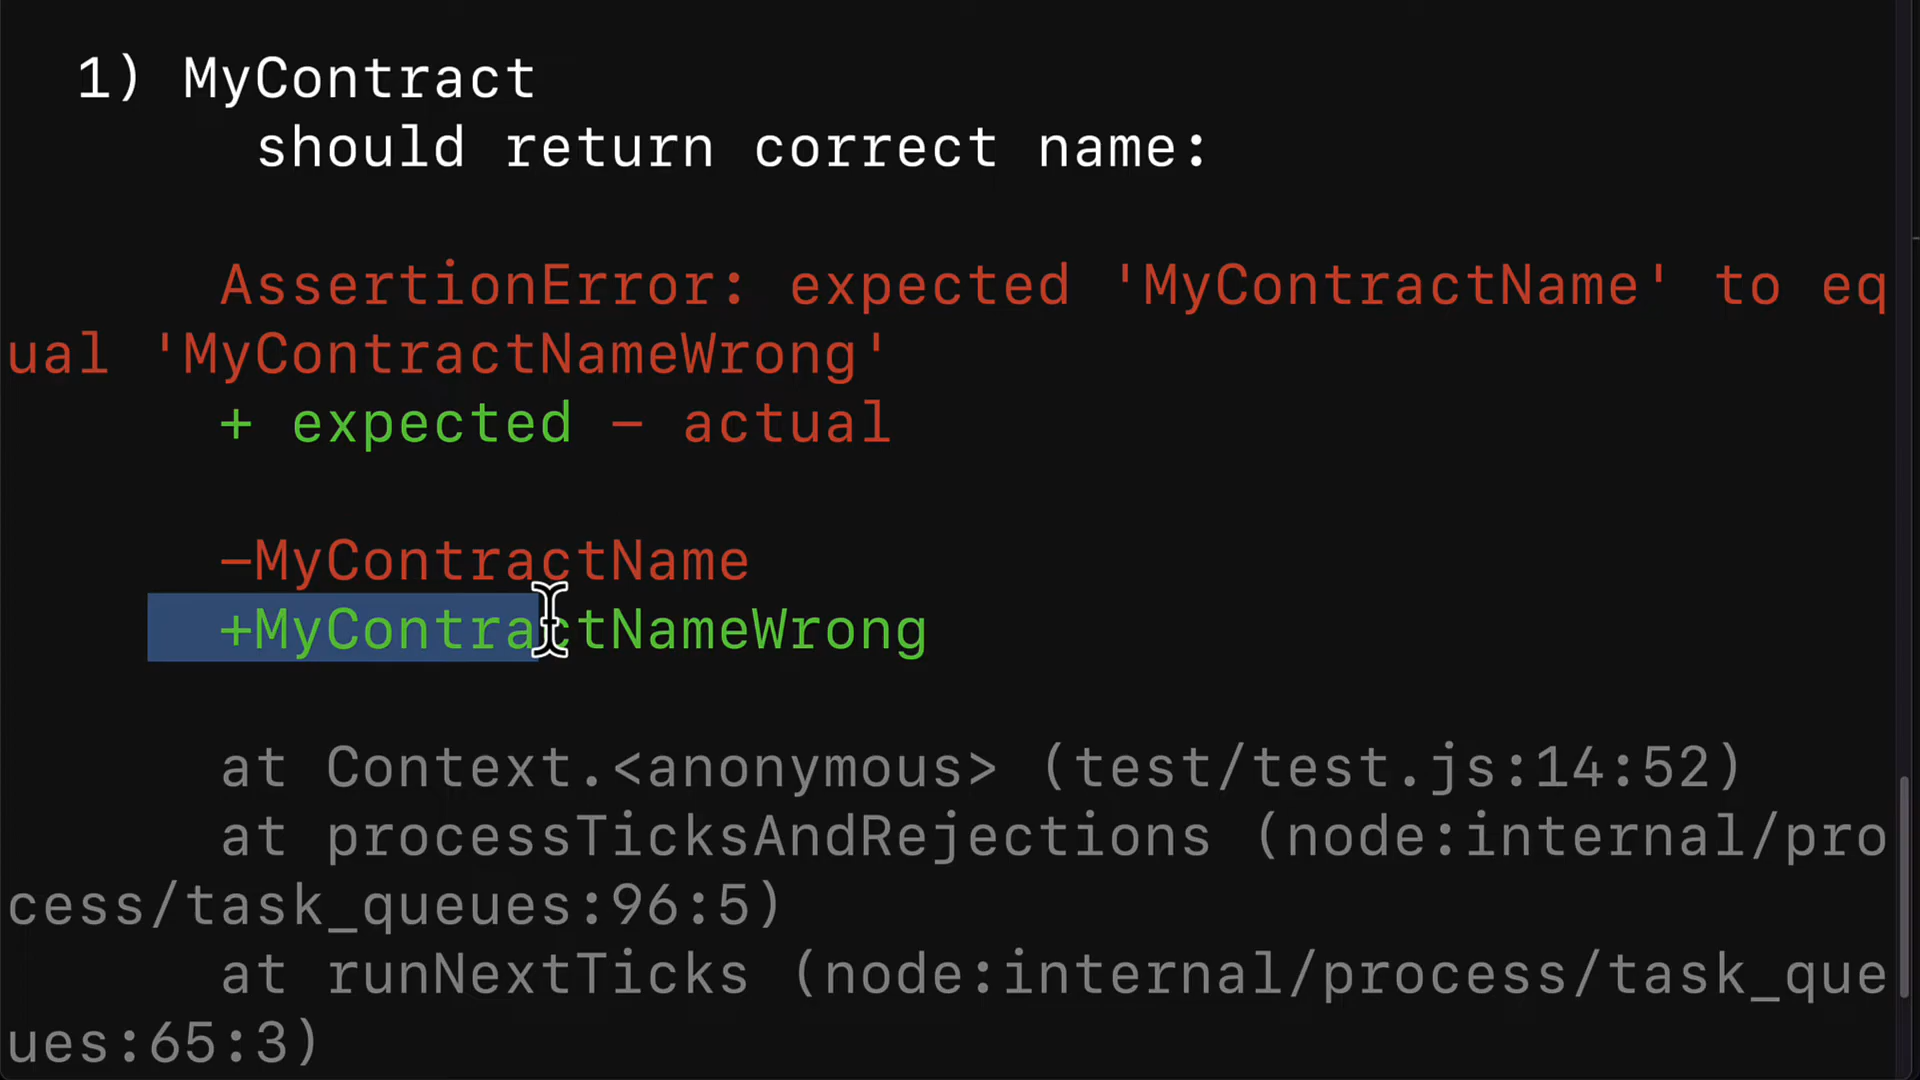 1) MyContract
should return correct name:
AssertionError: expected 'MyContractName' to eq
ual 'MyContractNameWrong'
+ expected - actual
-MyContractName
+MyContractNameWrong
at Context.<anonymous> (test/test.js:14:52)
at processTicksAndRejections (node:internal/pro
cess/task_queues:96:5)
at runNextTicks (node:internal/process/task_que
ues:65:3)